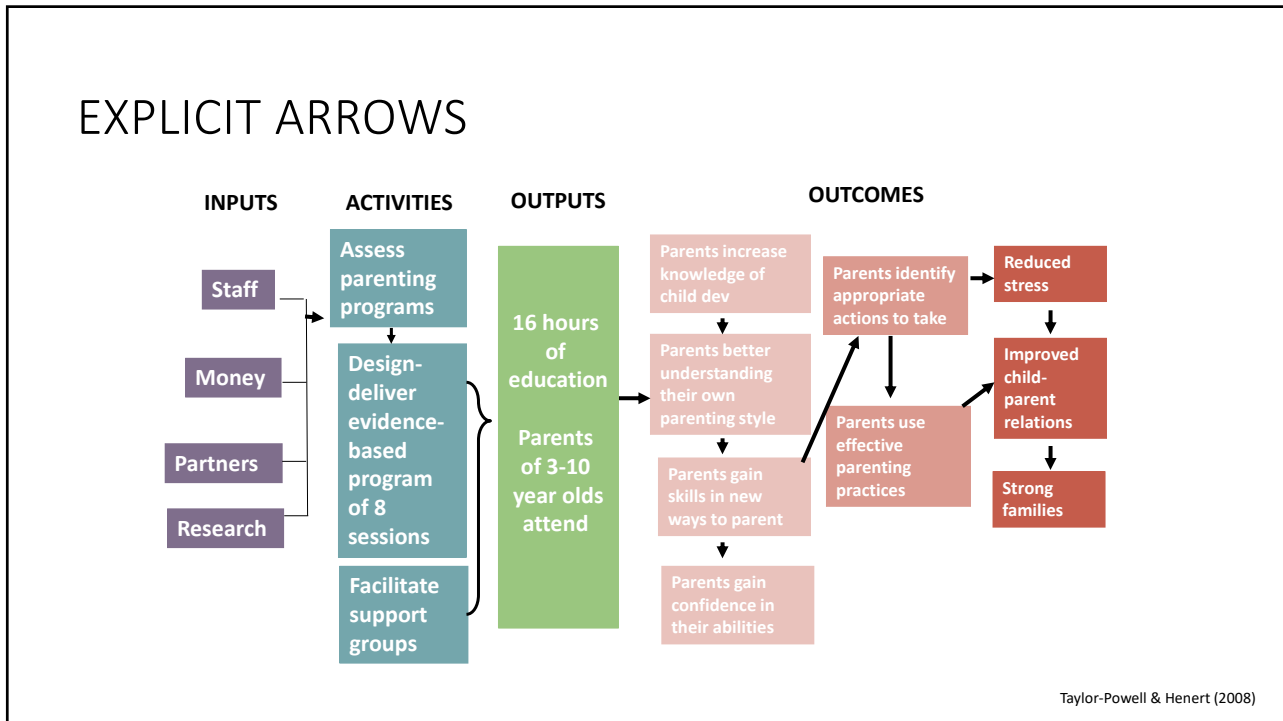 EXPLICIT ARROWS
INPUTS
ACTIVITIES
OUTPUTS
OUTCOMES
Staff
Money
Partners
Research
Assess
parenting
programs
Design-
deliver
evidence-
based
program
of 8
sessions
Facilitate
support
groups
16 hours
of
education
Parents
of 3-10
year olds
attend
Parents increase
knowledge of
child dev
Parents better
understanding
their own
parenting style
Parents gain
skills in new
ways to parent
Parents gain
confidence in
their abilities
Parents identify
appropriate
actions to take
Parents use
effective
parenting
practices
Reduced
stress
Improved
child-
parent
relations
Strong
families
Taylor-Powell & Henert (2008)